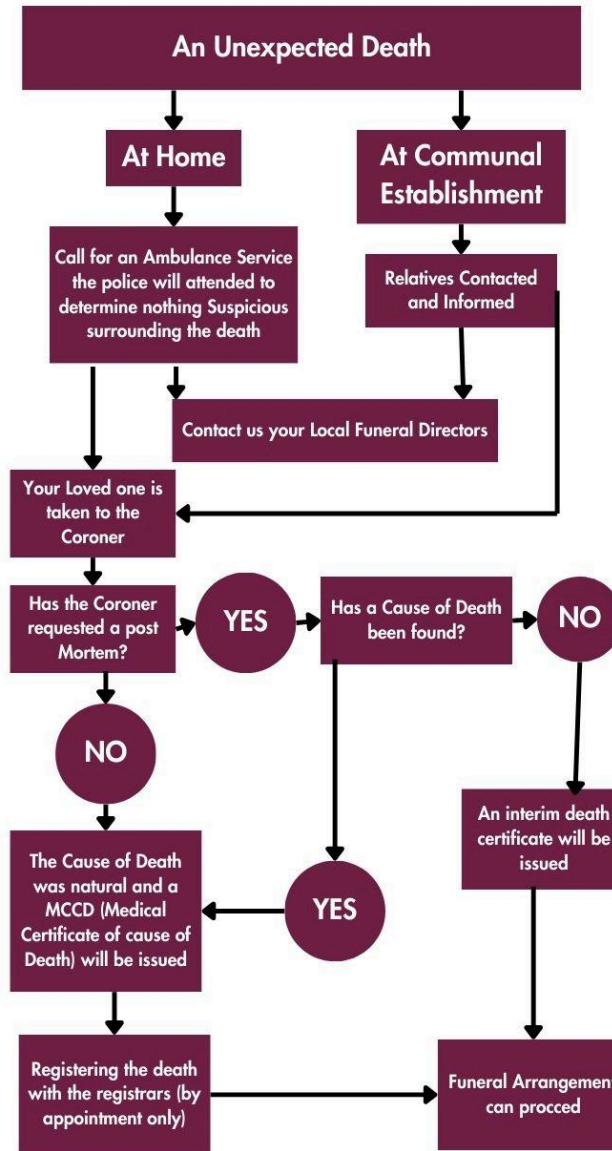 An Unexpected Death
At Home
At Communal
Establishment
Call for an Ambulance Service
the police will attended to
determine nothing Suspicious
surrounding the death
Relatives Contacted
and Informed
Contact us your Local Funeral Directors
Your Loved one is
taken to the
Coroner
Has the Coroner
requested a post
Mortem?
YES
Has a Cause of Death
been found?
NO
NO
An interim death
certificate will be
issued
The Cause of Death
was natural and a
MCCD (Medical
Certificate of cause of
Death) will be issued
YES
Registering the death
with the registrars (by
appointment only)
Funeral Arrangement
can procced